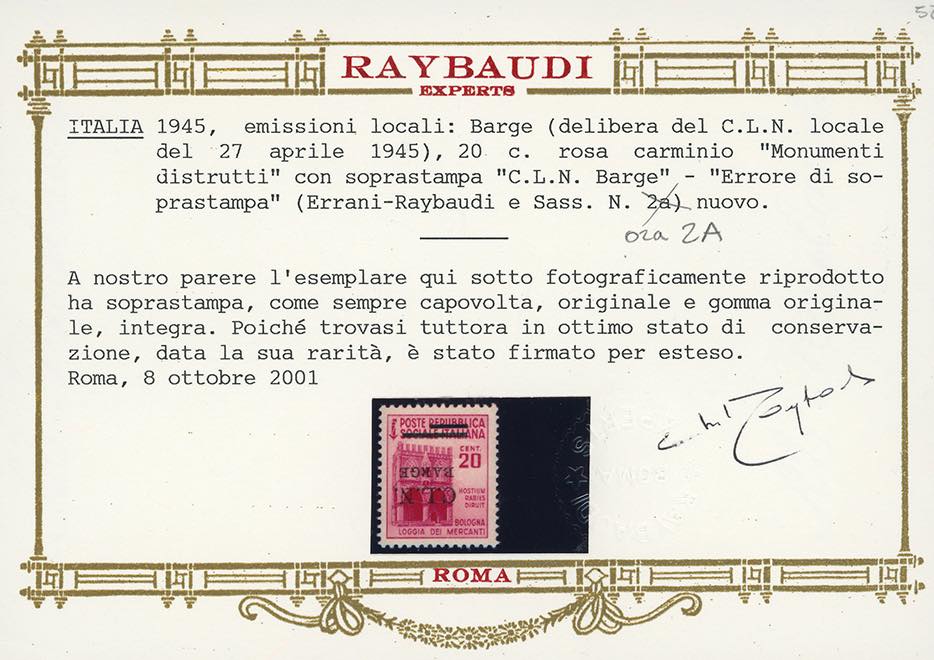 52
RAYBAUDI
EXPERTS
ITALIA 1945, emissioni locali: Barge (delibera del C.L.N. locale
del 27 aprile 1945), 20 c. rosa carminio "Monumenti
distrutti" con soprastampa "C.L.N. Barge" - "Errore di so-
prastampa" (Errani-Raybaudi e Sass. N. 2a) nuovo.
ora 2A
A nostro parere l'esemplare qui sotto fotograficamente riprodotto
ha soprastampa, come sempre capovolta, originale e gomma origina-
le, integra. Poiché trovasi tuttora in ottimo stato di conserva-
zione, data la sua rarità, è stato firmato per esteso.
Roma, 8 ottobre 2001
POSTE REPUBBLICA
SOCIALE ITALIANA
CENT.
20
BARGE
C.L.N.
HOSTIUM
RABIES
DIRUIT
BOLOGNA
LOGGIA DEI MERCANTI
ROMA